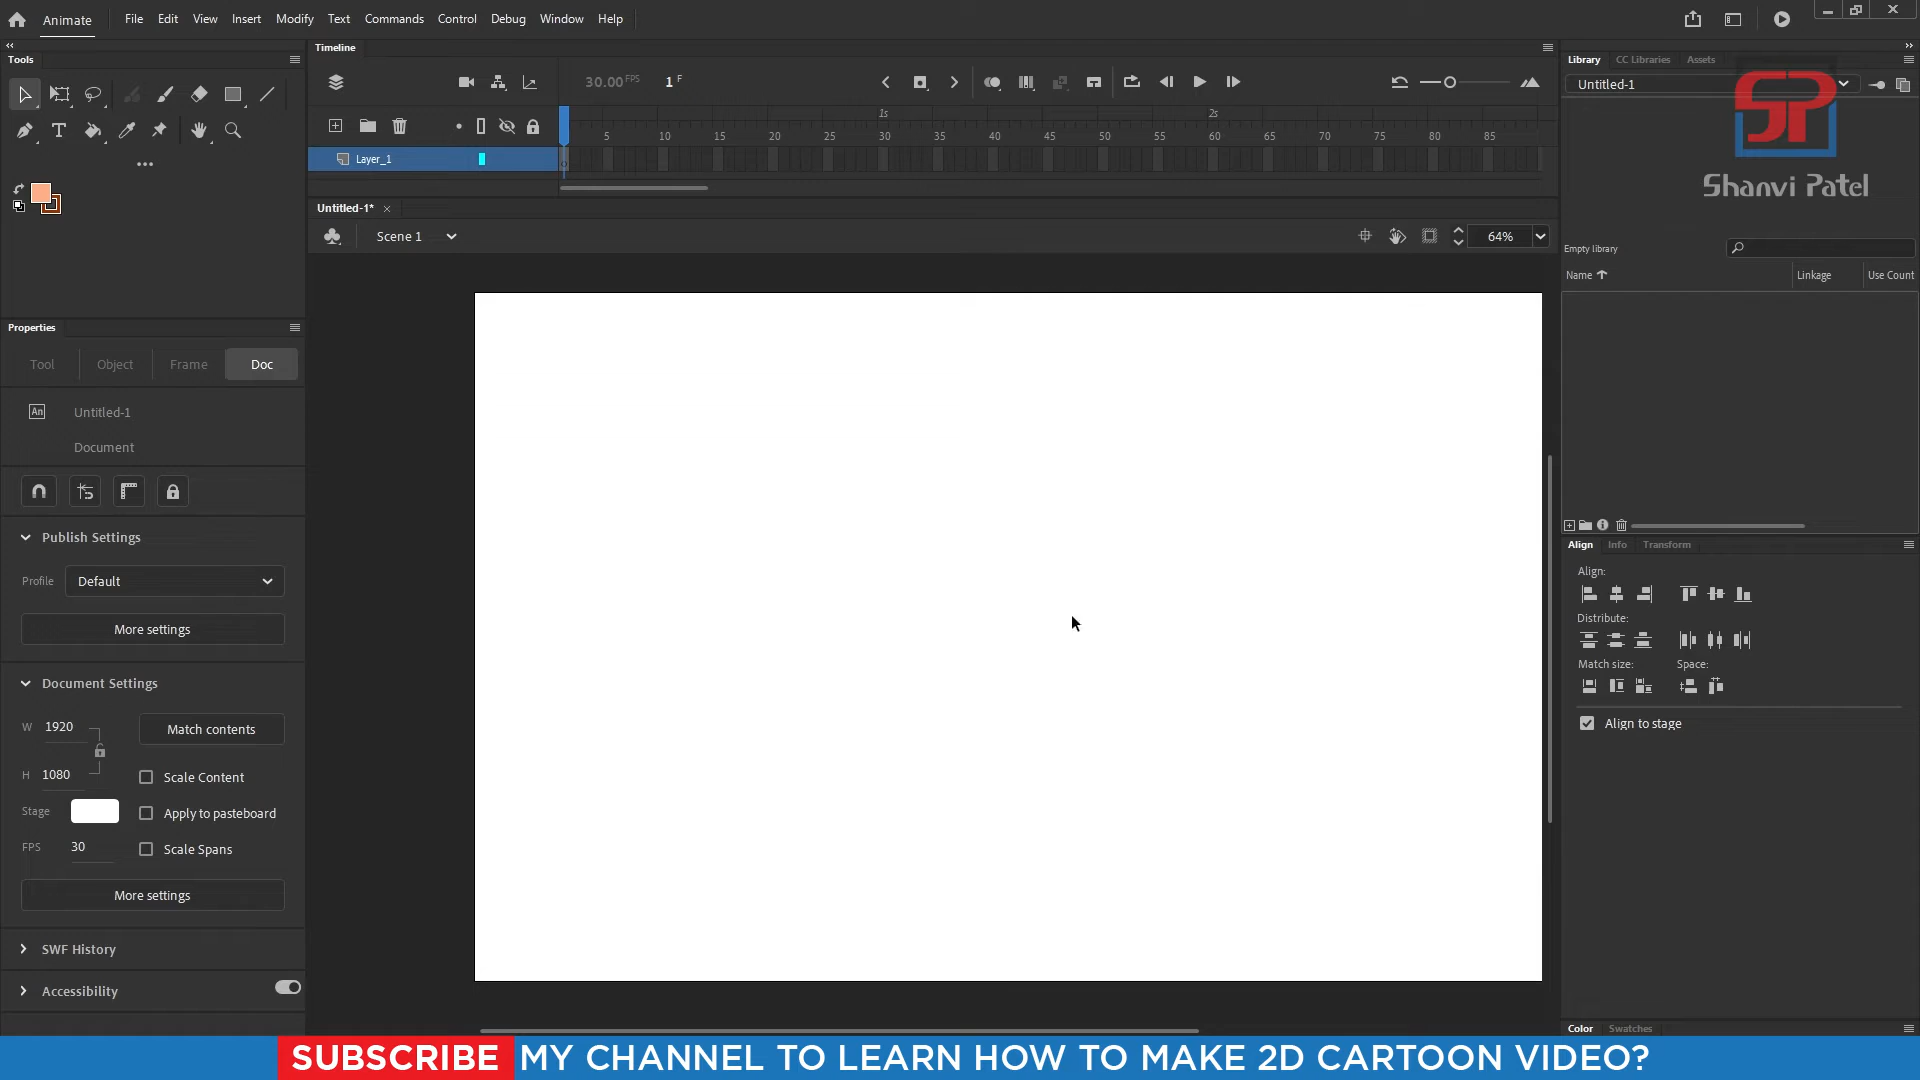 Animate File Edit View Insert Modify Text Commands Control Debug Window Help
Tools
Timeline
Library CC Libraries Assets
Untitled-1
30.00 FPS 1 F
1s 2s
5 10 15 20 25 30 35 40 45 50 55 60 65 70 75 80 85
Layer_1
SP
Shanvi Patel
Untitled-1*
Scene 1
64%
Empty library
Name Linkage Use Count
Properties
Tool Object Frame Doc
An Untitled-1
Document
Publish Settings
Profile Default
More settings
Document Settings
W 1920
Match contents
H 1080
Scale Content
Stage
Apply to pasteboard
FPS 30
Scale Spans
More settings
SWF History
Accessibility
Align Info Transform
Align:
Distribute:
Match size: Space:
Align to stage
Color Swatches
SUBSCRIBE MY CHANNEL TO LEARN HOW TO MAKE 2D CARTOON VIDEO?